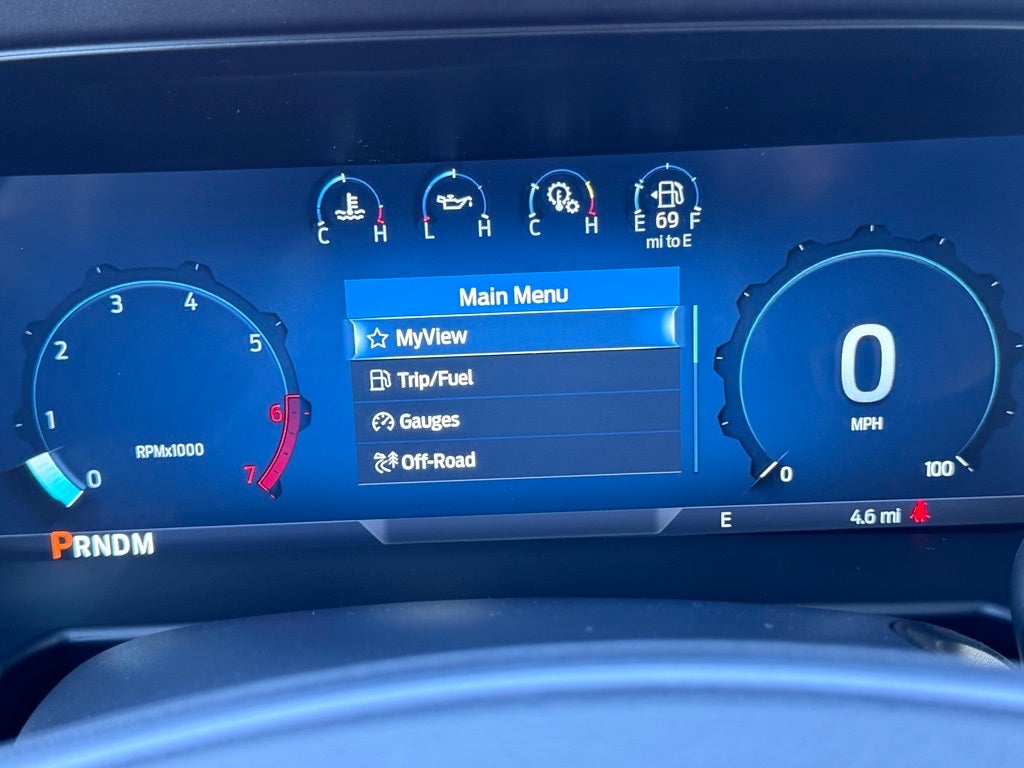 C H
L H
C H
E 69 F
mi to E
Main Menu
MyView
Trip/Fuel
Gauges
Off-Road
0
1
2
3
4
5
6
7
RPMx1000
0
MPH
0
100
PRNDM
E
4.6 mi